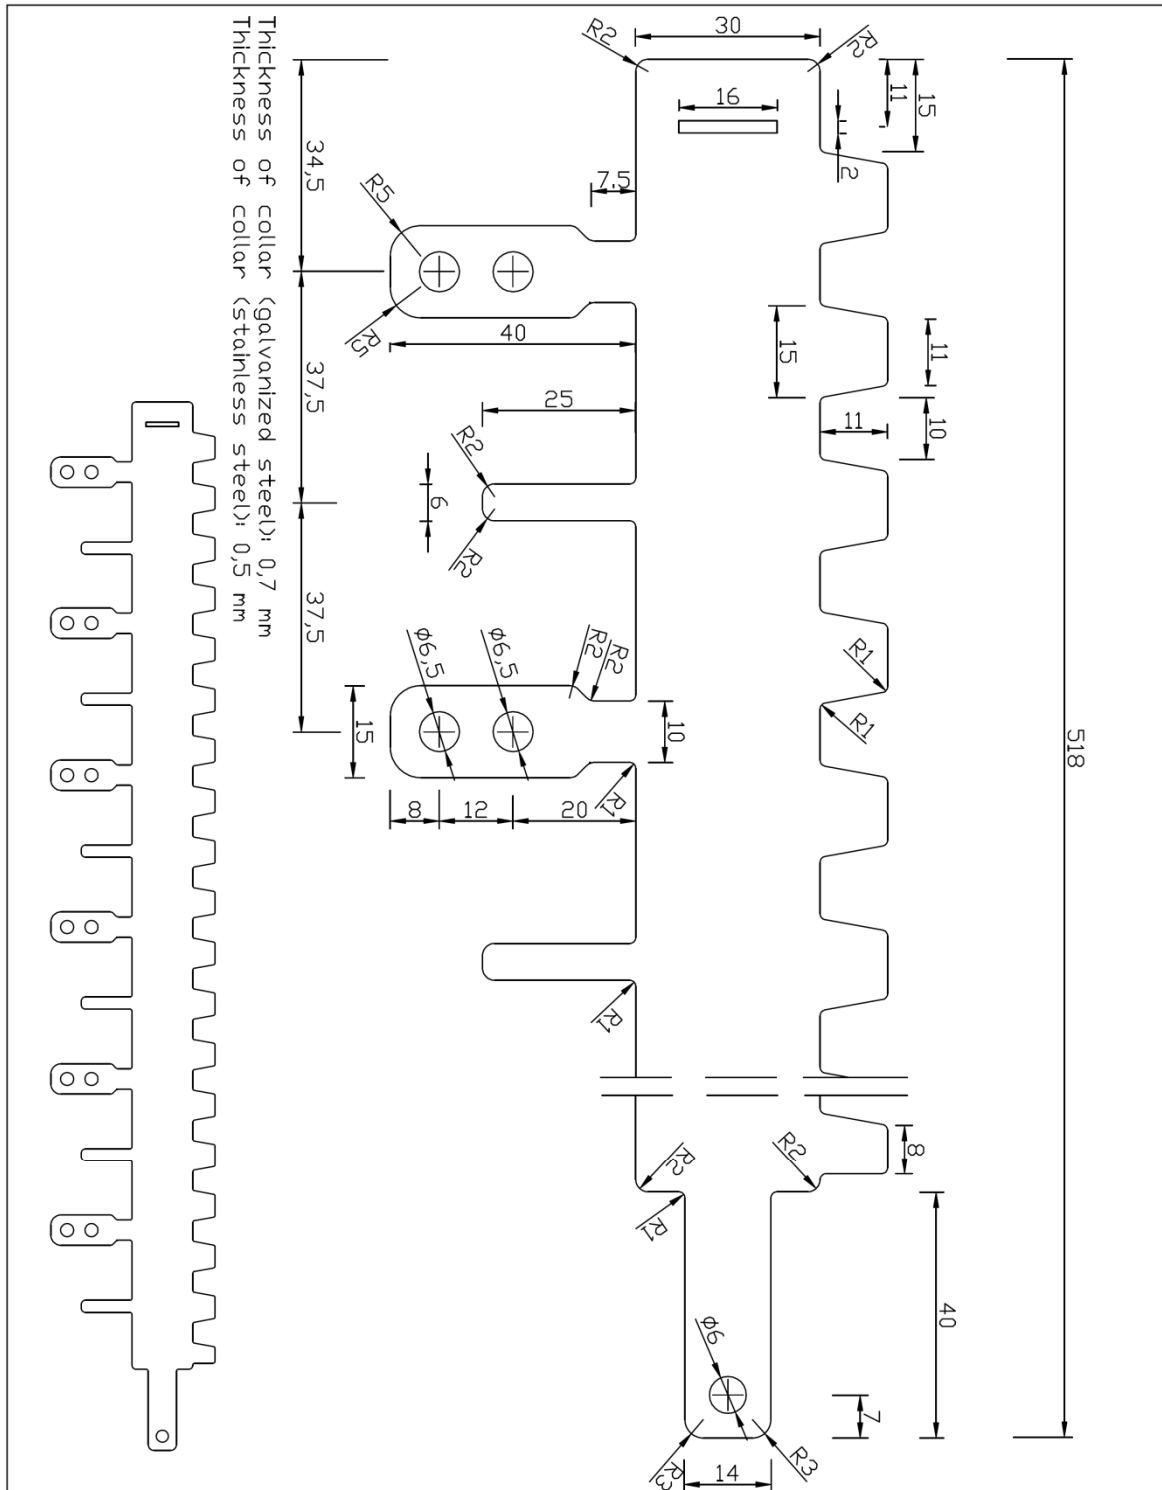 30
R2
R2
11
15
16
2
7.5
34,5
R5
R5
40
15
11
11
10
37,5
25
R2
6
R2
37,5
Thickness of collar (galvanized steel): 0,7 mm
Thickness of collar (stainless steel): 0,5 mm
ø6,5
ø6,5
R2
R2
R1
R1
15
10
518
8
12
20
R1
R1
R2
R2
8
R1
40
ø6
7
R3
R3
14